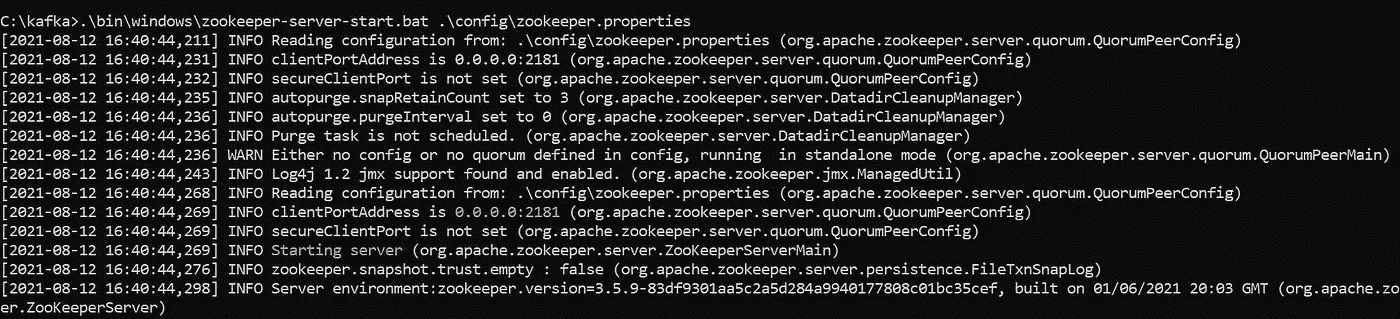 C:\kafka>.\bin\windows\zookeeper-server-start.bat .\config\zookeeper.properties
[2021-08-12 16:40:44,211] INFO Reading configuration from: .\config\zookeeper.properties (org.apache.zookeeper.server.quorum.QuorumPeerConfig)
[2021-08-12 16:40:44,231] INFO clientPortAddress is 0.0.0.0:2181 (org.apache.zookeeper.server.quorum.QuorumPeerConfig)
[2021-08-12 16:40:44,232] INFO secureClientPort is not set (org.apache.zookeeper.server.quorum.QuorumPeerConfig)
[2021-08-12 16:40:44,235] INFO autopurge.snapRetainCount set to 3 (org.apache.zookeeper.server.DatadirCleanupManager)
[2021-08-12 16:40:44,236] INFO autopurge.purgeInterval set to 0 (org.apache.zookeeper.server.DatadirCleanupManager)
[2021-08-12 16:40:44,236] INFO Purge task is not scheduled. (org.apache.zookeeper.server.DatadirCleanupManager)
[2021-08-12 16:40:44,236] WARN Either no config or no quorum defined in config, running  in standalone mode (org.apache.zookeeper.server.quorum.QuorumPeerMain)
[2021-08-12 16:40:44,243] INFO Log4j 1.2 jmx support found and enabled. (org.apache.zookeeper.jmx.ManagedUtil)
[2021-08-12 16:40:44,268] INFO Reading configuration from: .\config\zookeeper.properties (org.apache.zookeeper.server.quorum.QuorumPeerConfig)
[2021-08-12 16:40:44,269] INFO clientPortAddress is 0.0.0.0:2181 (org.apache.zookeeper.server.quorum.QuorumPeerConfig)
[2021-08-12 16:40:44,269] INFO secureClientPort is not set (org.apache.zookeeper.server.quorum.QuorumPeerConfig)
[2021-08-12 16:40:44,269] INFO Starting server (org.apache.zookeeper.server.ZooKeeperServerMain)
[2021-08-12 16:40:44,276] INFO zookeeper.snapshot.trust.empty : false (org.apache.zookeeper.server.persistence.FileTxnSnapLog)
[2021-08-12 16:40:44,298] INFO Server environment:zookeeper.version=3.5.9-83df9301aa5c2a5d284a9940177808c01bc35cef, built on 01/06/2021 20:03 GMT (org.apache.zo
er.ZooKeeperServer)